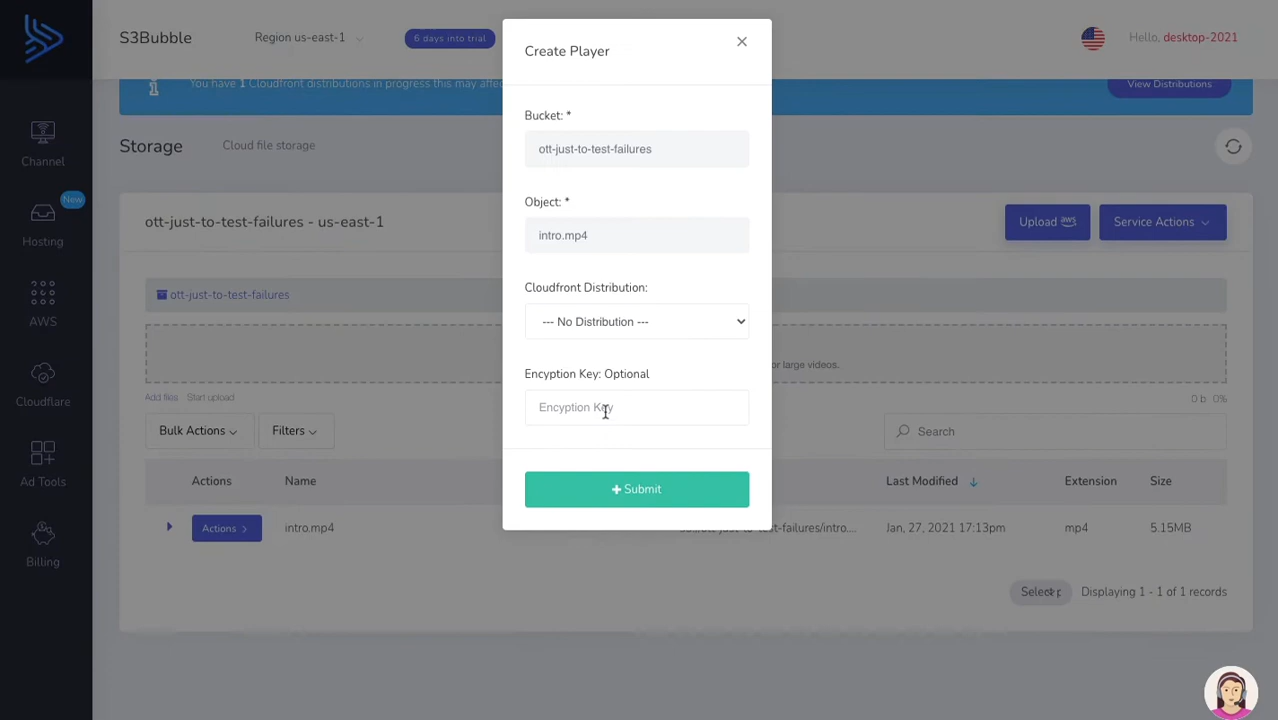 S3Bubble
Region us-east-1
6 days into trial
Hello, desktop-2021
You have 1 Cloudfront distributions in progress this may affec
View Distributions
Channel
New
Hosting
AWS
Cloudflare
Ad Tools
Billing
Storage
Cloud file storage
ott-just-to-test-failures - us-east-1
Upload aws
Service Actions
ott-just-to-test-failures
or large videos.
Add files Start upload
0 b 0%
Bulk Actions
Filters
Search
Actions
Name
Last Modified
Extension
Size
Actions
intro.mp4
Jan, 27, 2021 17:13pm
mp4
5.15MB
Displaying 1 - 1 of 1 records
Create Player
Bucket: *
ott-just-to-test-failures
Object: *
intro.mp4
Cloudfront Distribution:
--- No Distribution ---
Encyption Key: Optional
Encyption Key
Submit